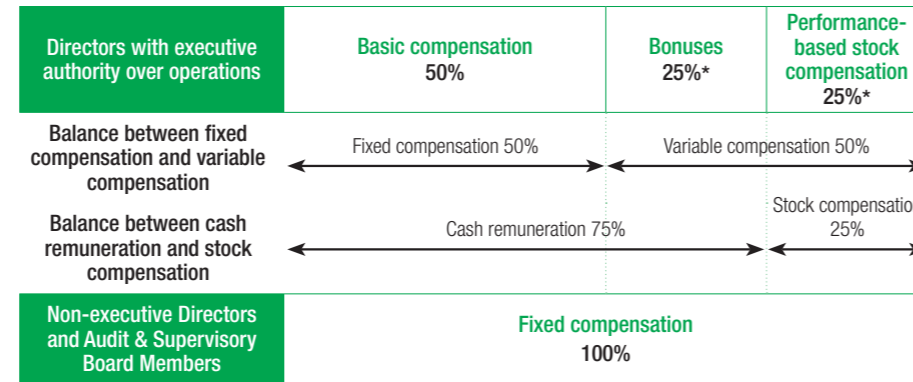 Directors with executive
authority over operations
Basic compensation
50%
Bonuses
25%*
Performance-
based stock
compensation
25%*
Balance between fixed
compensation and variable
compensation
Fixed compensation 50%
Variable compensation 50%
Balance between cash
remuneration and stock
compensation
Cash remuneration 75%
Stock compensatio
25%
Non-executive Directors
and Audit & Supervisory
Board Members
Fixed compensation
100%